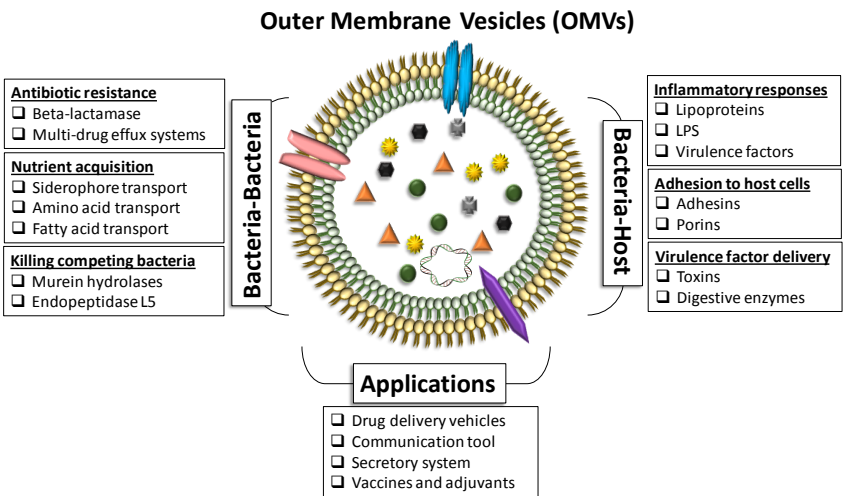 Outer Membrane Vesicles (OMVs)
Antibiotic resistance
❑ Beta-lactamase
❑ Multi-drug effux systems
Nutrient acquisition
❑ Siderophore transport
❑ Amino acid transport
❑ Fatty acid transport
Killing competing bacteria
❑ Murein hydrolases
❑ Endopeptidase L5
Bacteria-Bacteria
Bacteria-Host
Inflammatory responses
❑ Lipoproteins
❑ LPS
❑ Virulence factors
Adhesion to host cells
❑ Adhesins
❑ Porins
Virulence factor delivery
❑ Toxins
❑ Digestive enzymes
Applications
❑ Drug delivery vehicles
❑ Communication tool
❑ Secretory system
❑ Vaccines and adjuvants